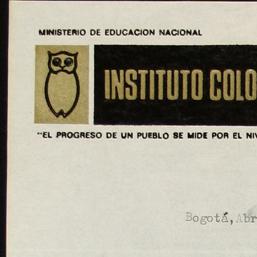 MINISTERIO DE EDUCACION NACIONAL
INSTITUTO COLO
"EL PROGRESO DE UN PUEBLO SE MIDE POR EL NIV
Bogotá, Abr